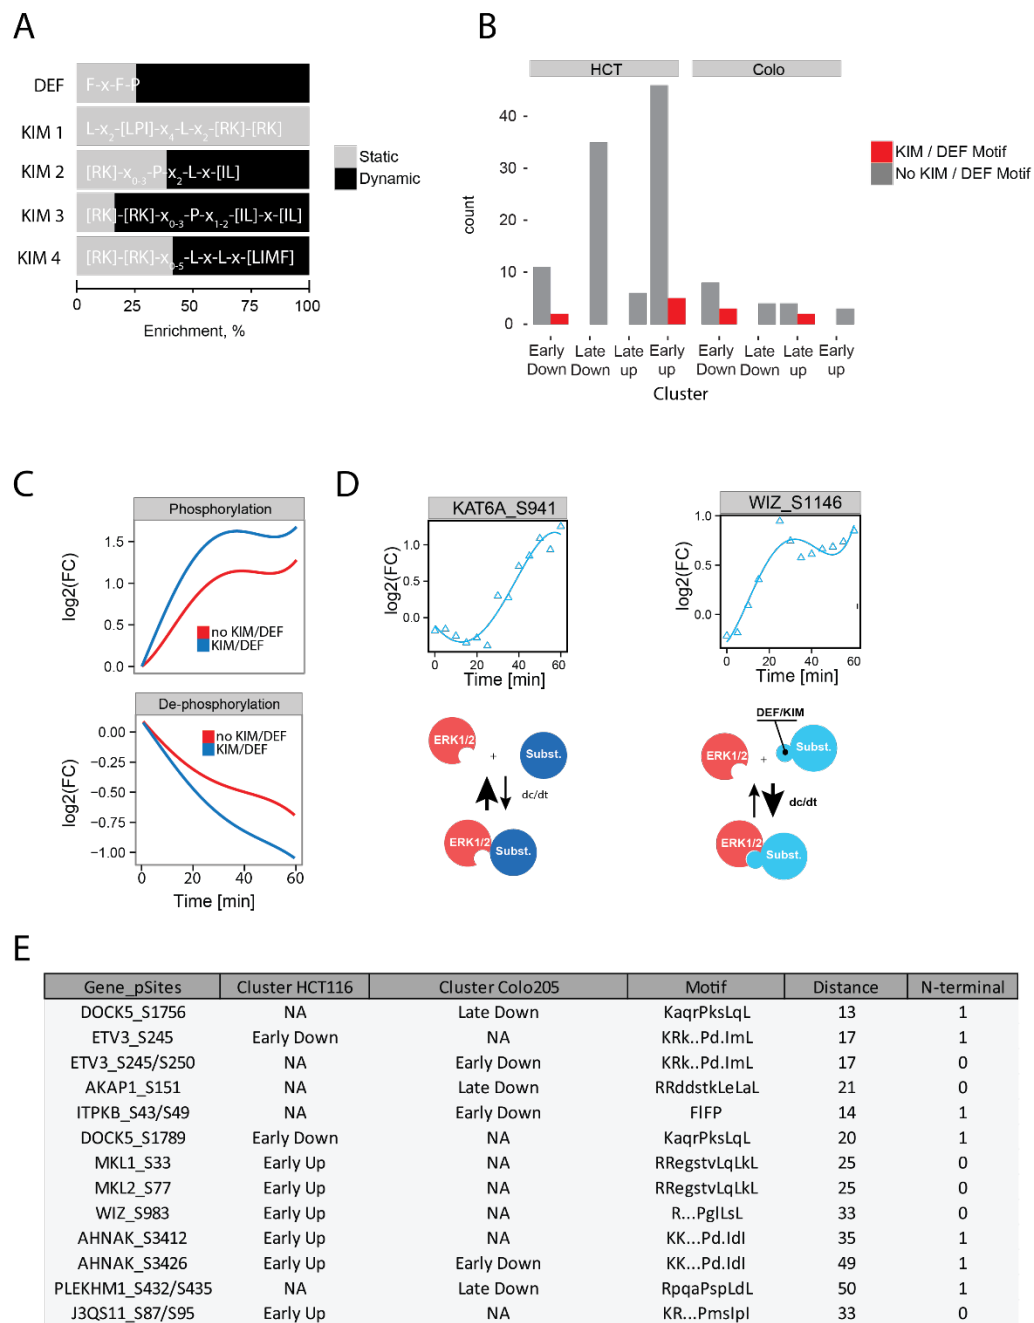 A
DEF F-x-F-P
KIM 1 L-x2-[LPI]-x4-L-x2-[RK]-[RK]
KIM 2 [RK]-x0-3-P-x2-L-x-[IL]
KIM 3 [RK]-[RK]-x0-3-P-x1-2-[IL]-x-[IL]
KIM 4 [RK]-[RK]-x0-5-L-x-L-x-[LIMF]
Static
Dynamic
0 25 50 75 100
Enrichment, %
B
HCT Colo
40
30
20
10
0
count
Early Down Late Down Late up Early up Early Down Late Down Late up Early up
Cluster
KIM / DEF Motif
No KIM / DEF Motif
C
Phosphorylation
1.5
1.0
0.5
0.0
log2(FC)
no KIM/DEF
KIM/DEF
De-phosphorylation
0.00
−0.25
−0.50
−0.75
−1.00
log2(FC)
no KIM/DEF
KIM/DEF
0 20 40 60
Time [min]
D
KAT6A_S941
1.0
0.5
0.0
log2(FC)
0 20 40 60
Time [min]
ERK1/2 + Subst.
dc/dt
ERK1/2 Subst.
WIZ_S1146
1.0
0.5
0.0
log2(FC)
0 20 40 60
Time [min]
DEF/KIM
ERK1/2 + Subst.
dc/dt
ERK1/2 Subst.
E
Gene_pSites Cluster HCT116 Cluster Colo205 Motif Distance N-terminal
DOCK5_S1756 NA Late Down KaqrPksLqL 13 1
ETV3_S245 Early Down NA KRk..Pd.ImL 17 1
ETV3_S245/S250 NA Early Down KRk..Pd.ImL 17 0
AKAP1_S151 NA Late Down RRddstkLeLaL 21 0
ITPKB_S43/S49 NA Early Down FlFP 14 1
DOCK5_S1789 Early Down NA KaqrPksLqL 20 1
MKL1_S33 Early Up NA RRegstvLqLkL 25 0
MKL2_S77 Early Up NA RRegstvLqLkL 25 0
WIZ_S983 Early Up NA R...PglLsL 33 0
AHNAK_S3412 Early Up NA KK...Pd.IdI 35 1
AHNAK_S3426 Early Up Early Down KK...Pd.IdI 49 1
PLEKHM1_S432/S435 NA Late Down RpqaPspLdL 50 1
J3QS11_S87/S95 Early Up NA KR...PmsIpI 33 0